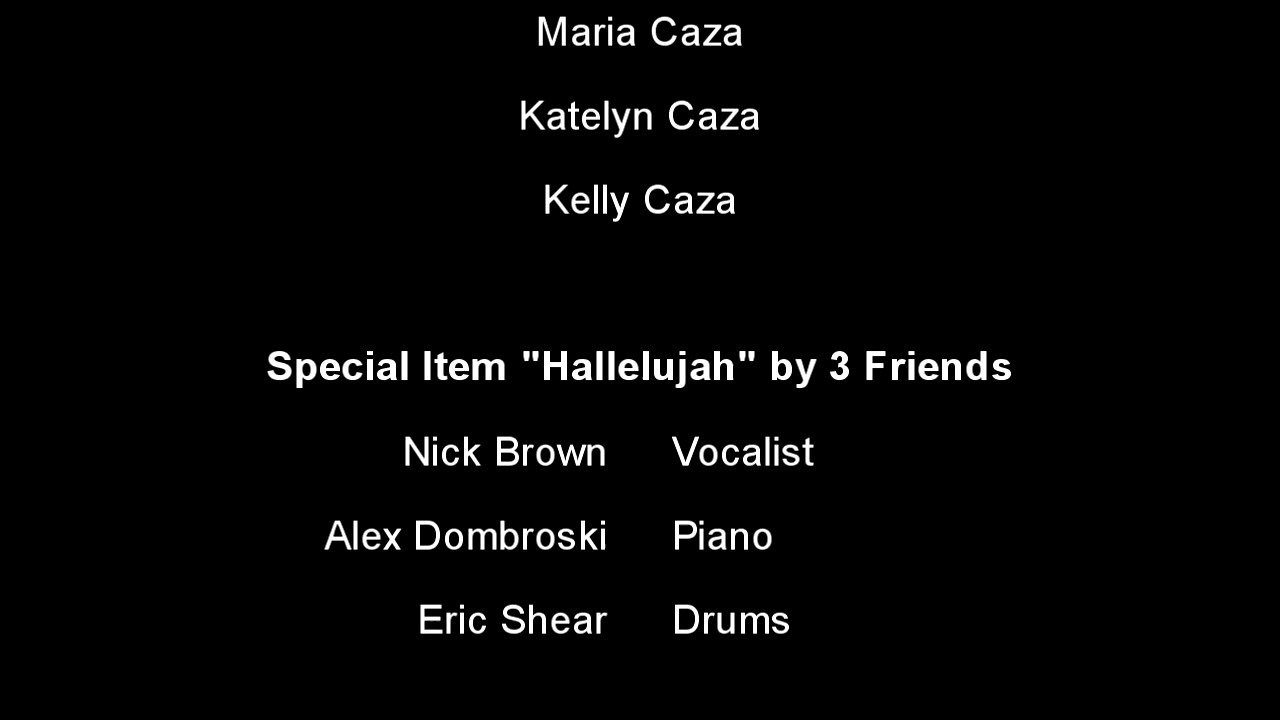 Maria Caza
Katelyn Caza
Kelly Caza
Special Item "Hallelujah" by 3 Friends
Nick Brown Vocalist
Alex Dombroski Piano
Eric Shear Drums